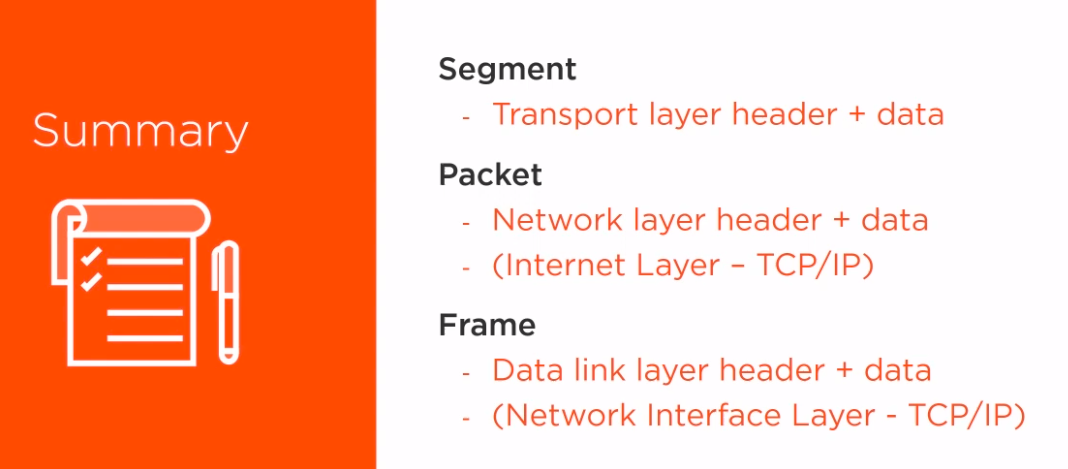 Summary
Segment
- Transport layer header + data
Packet
- Network layer header + data
- (Internet Layer – TCP/IP)
Frame
- Data link layer header + data
- (Network Interface Layer - TCP/IP)